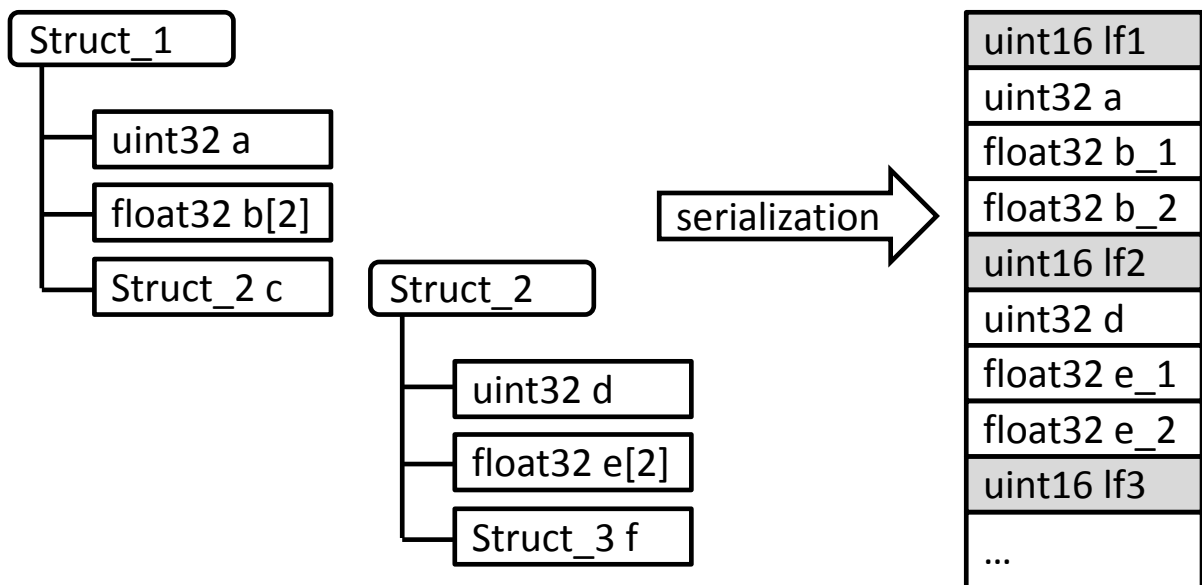 Struct_1
uint32 a
float32 b[2]
Struct_2 c
Struct_2
uint32 d
float32 e[2]
Struct_3 f
serialization
uint16 lf1
uint32 a
float32 b_1
float32 b_2
uint16 lf2
uint32 d
float32 e_1
float32 e_2
uint16 lf3
...